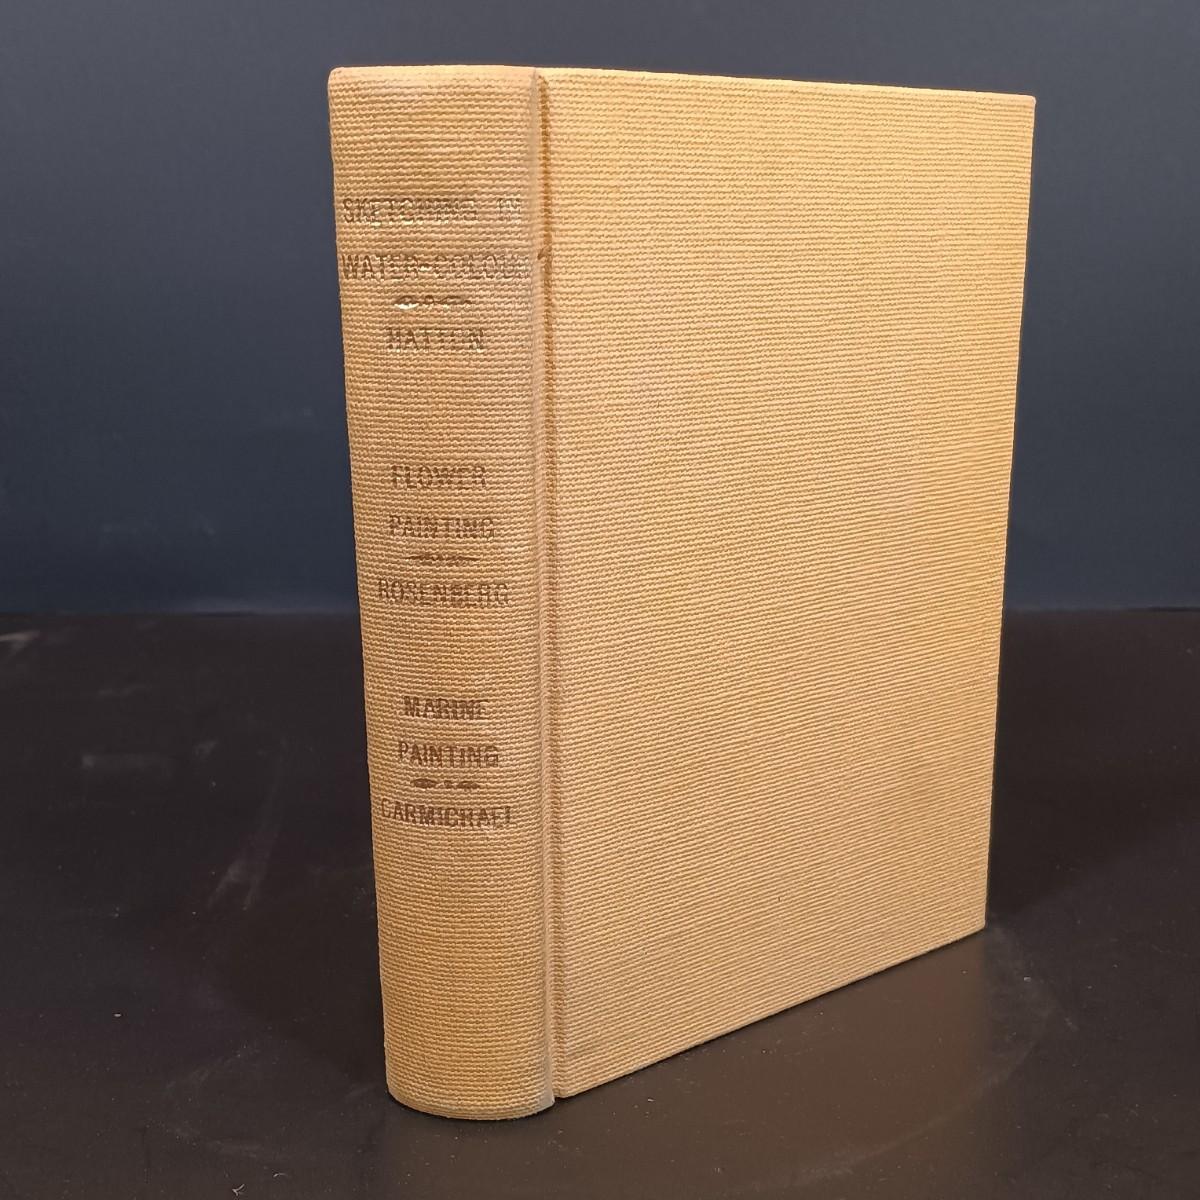 SKETCHING IN
WATER-COLOUR
HATTON
FLOWER
PAINTING
ROSENBERG
MARINE
PAINTING
CARMICHAEL